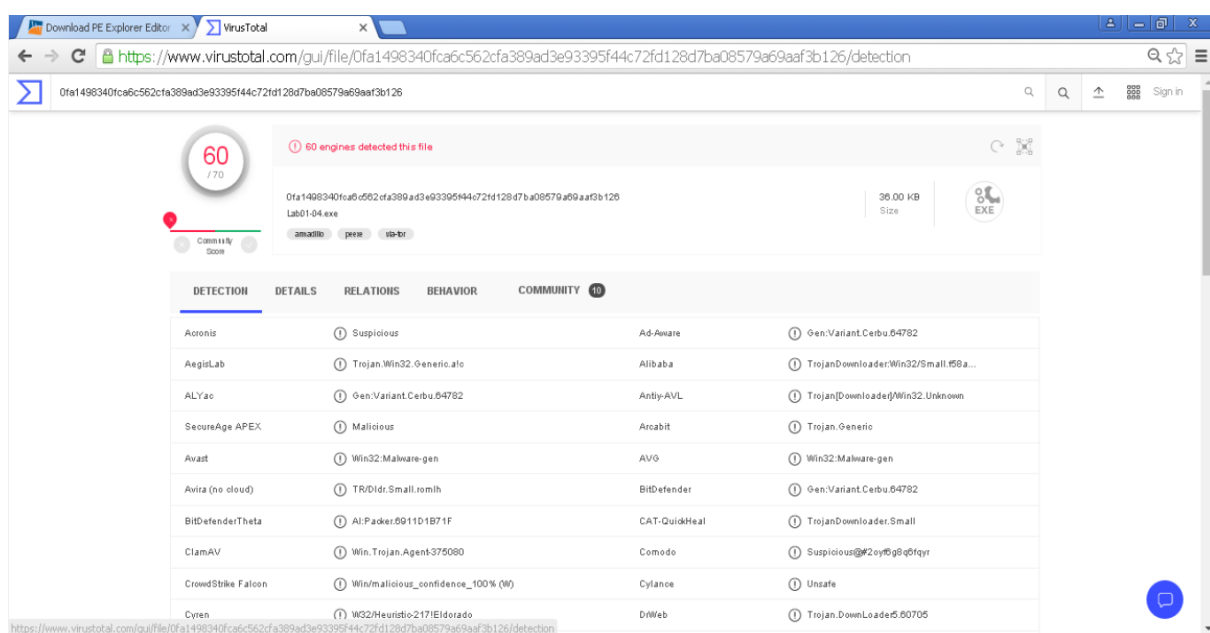 Download PE Explorer Editor
VirusTotal
https://www.virustotal.com/gui/file/0fa1498340fca6c562cfa389ad3e93395f44c72fd128d7ba08579a69aaf3b126/detection
0fa1498340fca6c562cfa389ad3e93395f44c72fd128d7ba08579a69aaf3b126
Sign in
60
/ 70
60 engines detected this file
0fa1498340fca6c562cfa389ad3e93395f44c72fd128d7ba08579a69aaf3b126
Lab01-04.exe
armadillo peexe via-tor
36.00 KB
Size
EXE
Community
Score
DETECTION DETAILS RELATIONS BEHAVIOR COMMUNITY 10
Acronis Suspicious Ad-Aware Gen:Variant.Cerbu.64782
AegisLab Trojan.Win32.Generic.a!c Alibaba TrojanDownloader:Win32/Small.f58a...
ALYac Gen:Variant.Cerbu.64782 Antiy-AVL Trojan[Downloader]/Win32.Unknown
SecureAge APEX Malicious Arcabit Trojan.Generic
Avast Win32:Malware-gen AVG Win32:Malware-gen
Avira (no cloud) TR/Dldr.Small.romlh BitDefender Gen:Variant.Cerbu.64782
BitDefenderTheta AI:Packer.6911D1B71F CAT-QuickHeal TrojanDownloader.Small
ClamAV Win.Trojan.Agent-375080 Comodo Suspicious@#2oyf6g8q6fqyr
CrowdStrike Falcon Win/malicious_confidence_100% (W) Cylance Unsafe
Cyren W32/Heuristic-217!Eldorado DrWeb Trojan.DownLoader5.60705
https://www.virustotal.com/gui/file/0fa1498340fca6c562cfa389ad3e93395f44c72fd128d7ba08579a69aaf3b126/detection